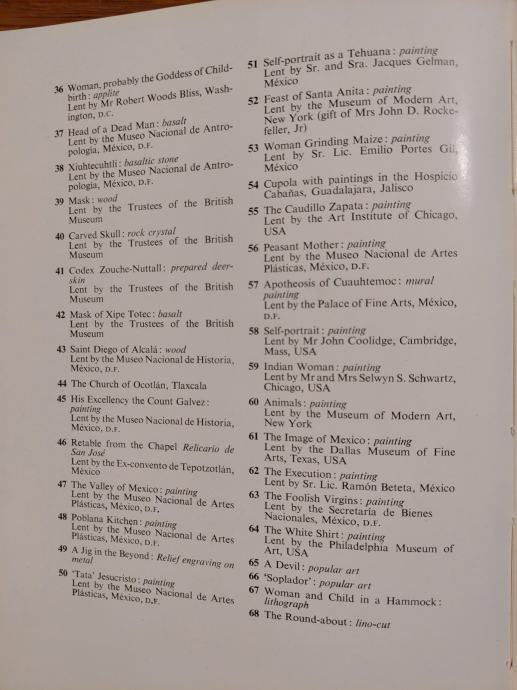 36 Woman, probably the Goddess of Child-
birth: applite
Lent by Mr Robert Woods Bliss, Wash-
ington, D.C.
37 Head of a Dead Man: basalt
Lent by the Museo Nacional de Antro-
pologia, México, D.F.
38 Xiuhtecuhtli: basaltic stone
Lent by the Museo Nacional de Antro-
pologia, México, D.F.
39 Mask: wood
Lent by the Trustees of the British
Museum
40 Carved Skull: rock crystal
Lent by the Trustees of the British
Museum
41 Codex Zouche-Nuttall: prepared deer-
skin
Lent by the Trustees of the British
Museum
42 Mask of Xipe Totec: basalt
Lent by the Trustees of the British
Museum
43 Saint Diego of Alcalá: wood
Lent by the Museo Nacional de Historia,
México, D.F.
44 The Church of Ocotlán, Tlaxcala
45 His Excellency the Count Galvez:
painting
Lent by the Museo Nacional de Historia,
México, D.F.
46 Retable from the Chapel Relicario de
San José
Lent by the Ex-convento de Tepotzotlán,
México
47 The Valley of Mexico: painting
Lent by the Museo Nacional de Artes
Plásticas, México, D.F.
48 Poblana Kitchen: painting
Lent by the Museo Nacional de Artes
Plásticas, México, D.F.
49 A Jig in the Beyond: Relief engraving on
metal
50 'Tata' Jesucristo: painting
Lent by the Museo Nacional de Artes
Plásticas, México, D.F.
51 Self-portrait as a Tehuana: painting
Lent by Sr. and Sra. Jacques Gelman,
México
52 Feast of Santa Anita: painting
Lent by the Museum of Modern Art,
New York (gift of Mrs John D. Rocke-
feller, Jr)
53 Woman Grinding Maize: painting
Lent by Sr. Lic. Emilio Portes Gil,
México
54 Cupola with paintings in the Hospicio
Cabañas, Guadalajara, Jalisco
55 The Caudillo Zapata: painting
Lent by the Art Institute of Chicago,
USA
56 Peasant Mother: painting
Lent by the Museo Nacional de Artes
Plásticas, México, D.F.
57 Apotheosis of Cuauhtemoc: mural
painting
Lent by the Palace of Fine Arts, México,
D.F.
58 Self-portrait: painting
Lent by Mr John Coolidge, Cambridge,
Mass, USA
59 Indian Woman: painting
Lent by Mr and Mrs Selwyn S. Schwartz,
Chicago, USA
60 Animals: painting
Lent by the Museum of Modern Art,
New York
61 The Image of Mexico: painting
Lent by the Dallas Museum of Fine
Arts, Texas, USA
62 The Execution: painting
Lent by Sr. Lic. Ramón Beteta, México
63 The Foolish Virgins: painting
Lent by the Secretaría de Bienes
Nacionales, México, D.F.
64 The White Shirt: painting
Lent by the Philadelphia Museum of
Art, USA
65 A Devil: popular art
66 'Soplador': popular art
67 Woman and Child in a Hammock:
lithograph
68 The Round-about: lino-cut